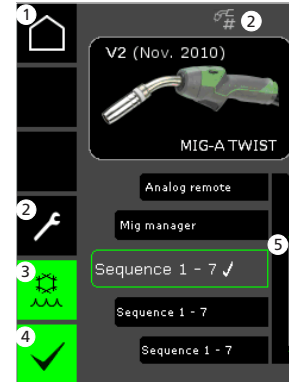 1
#
2
V2 (Nov. 2010)
MIG-A TWIST
Analog remote
2
Mig manager
5
Sequence 1 - 7 ✓
3
Sequence 1 - 7
4
Sequence 1 - 7